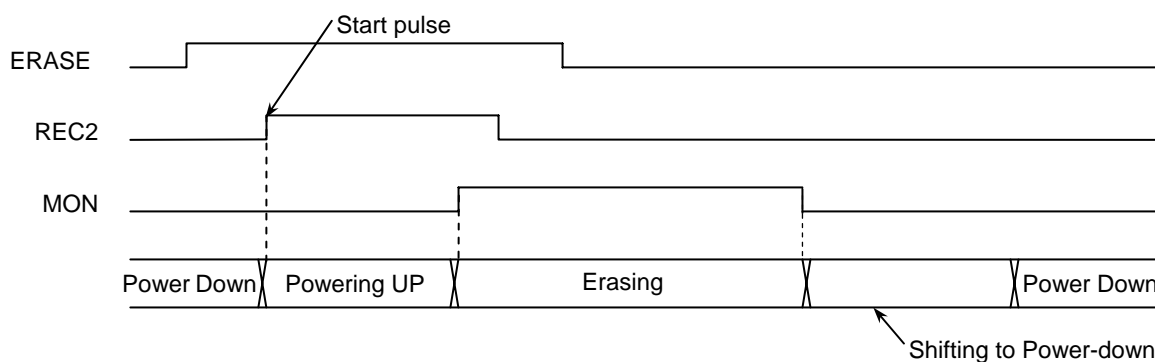 Start pulse
ERASE
REC2
MON
Power Down
Powering UP
Erasing
Power Down
Shifting to Power-down